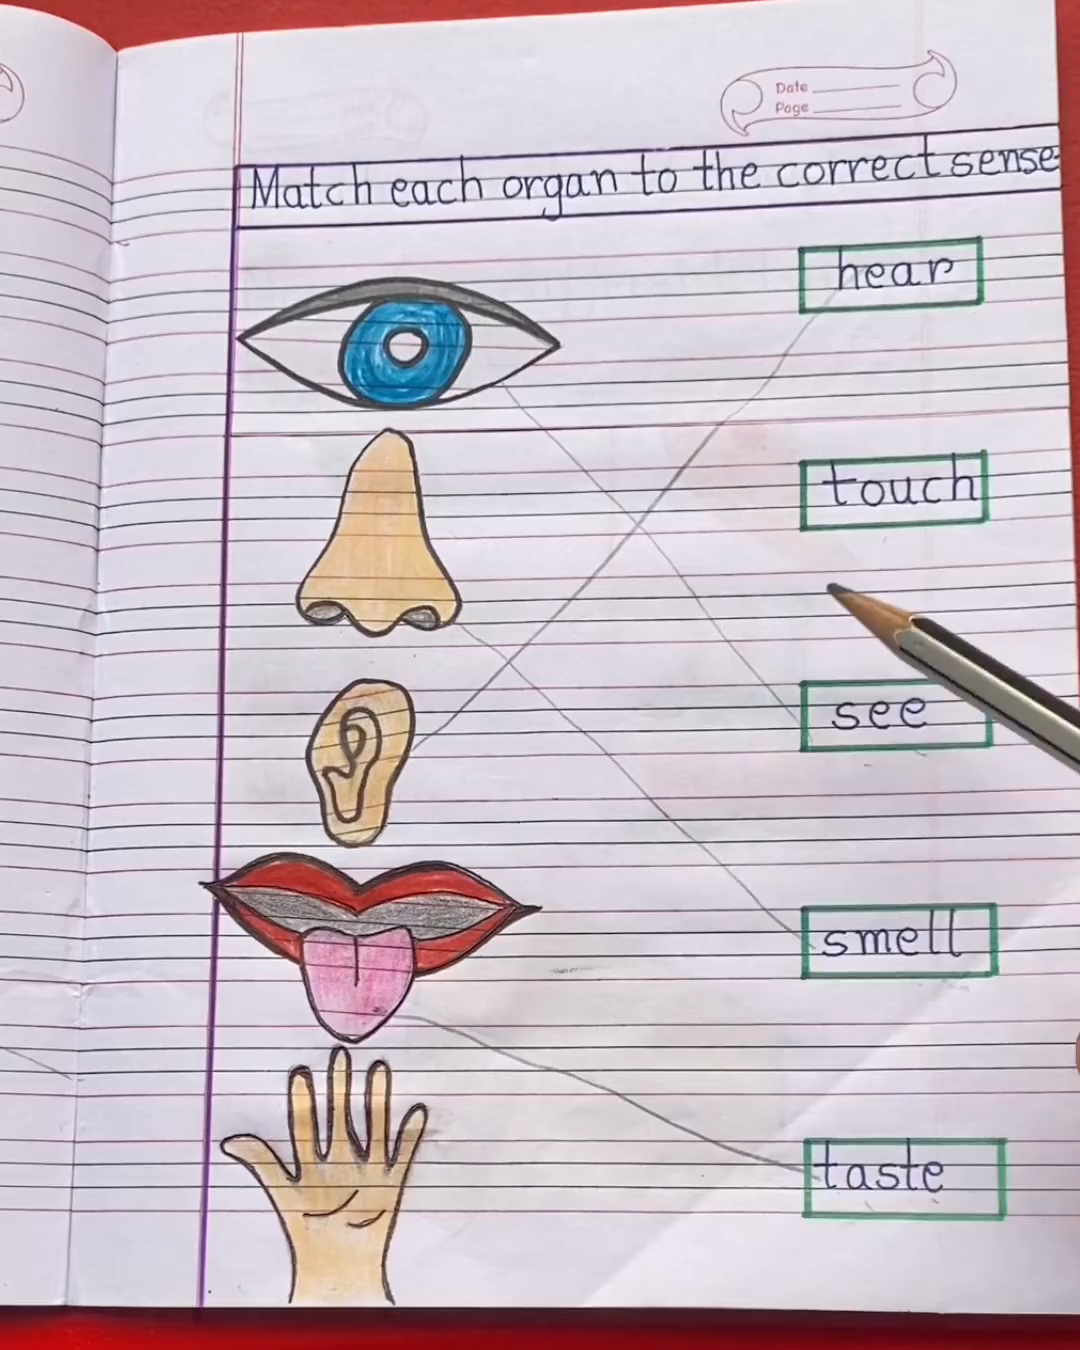 Date
Page
Match each organ to the correct sense
hear
touch
see
smell
taste